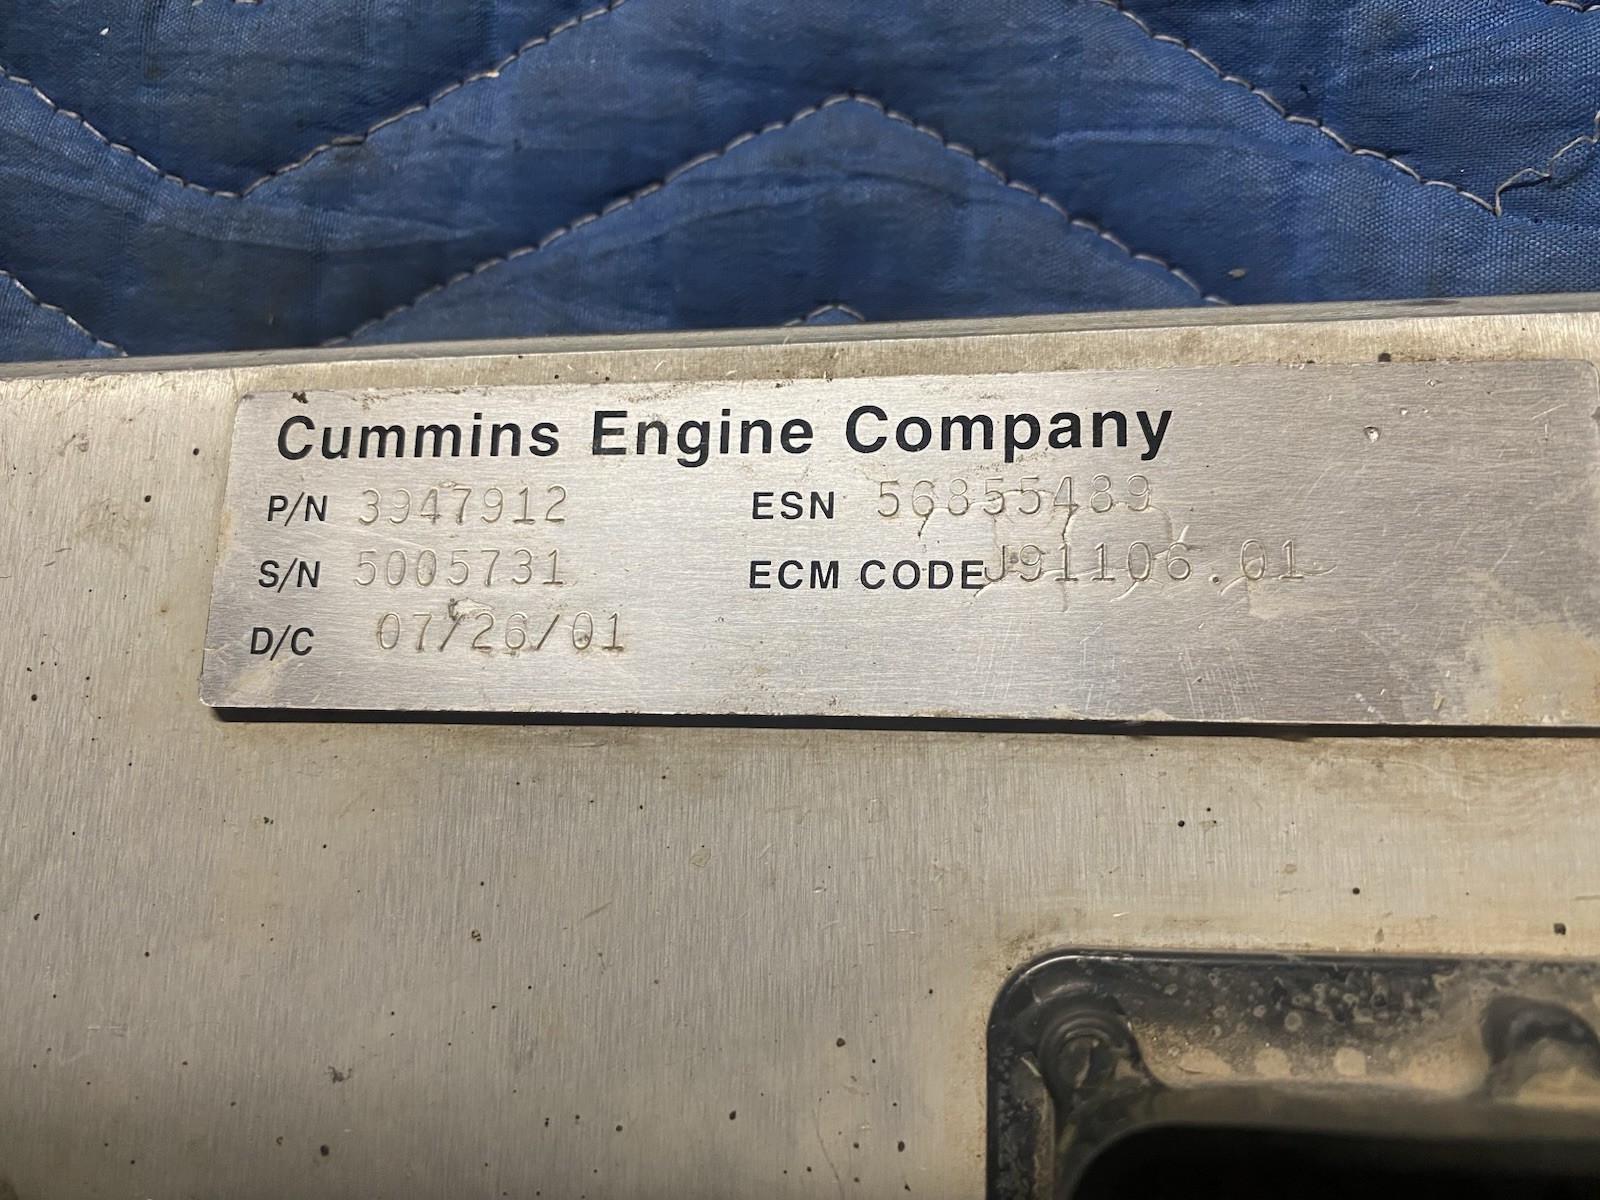 Cummins Engine Company
P/N 3947912 ESN 56855489
S/N 5005731 ECM CODE J91106.01
D/C 07/26/01